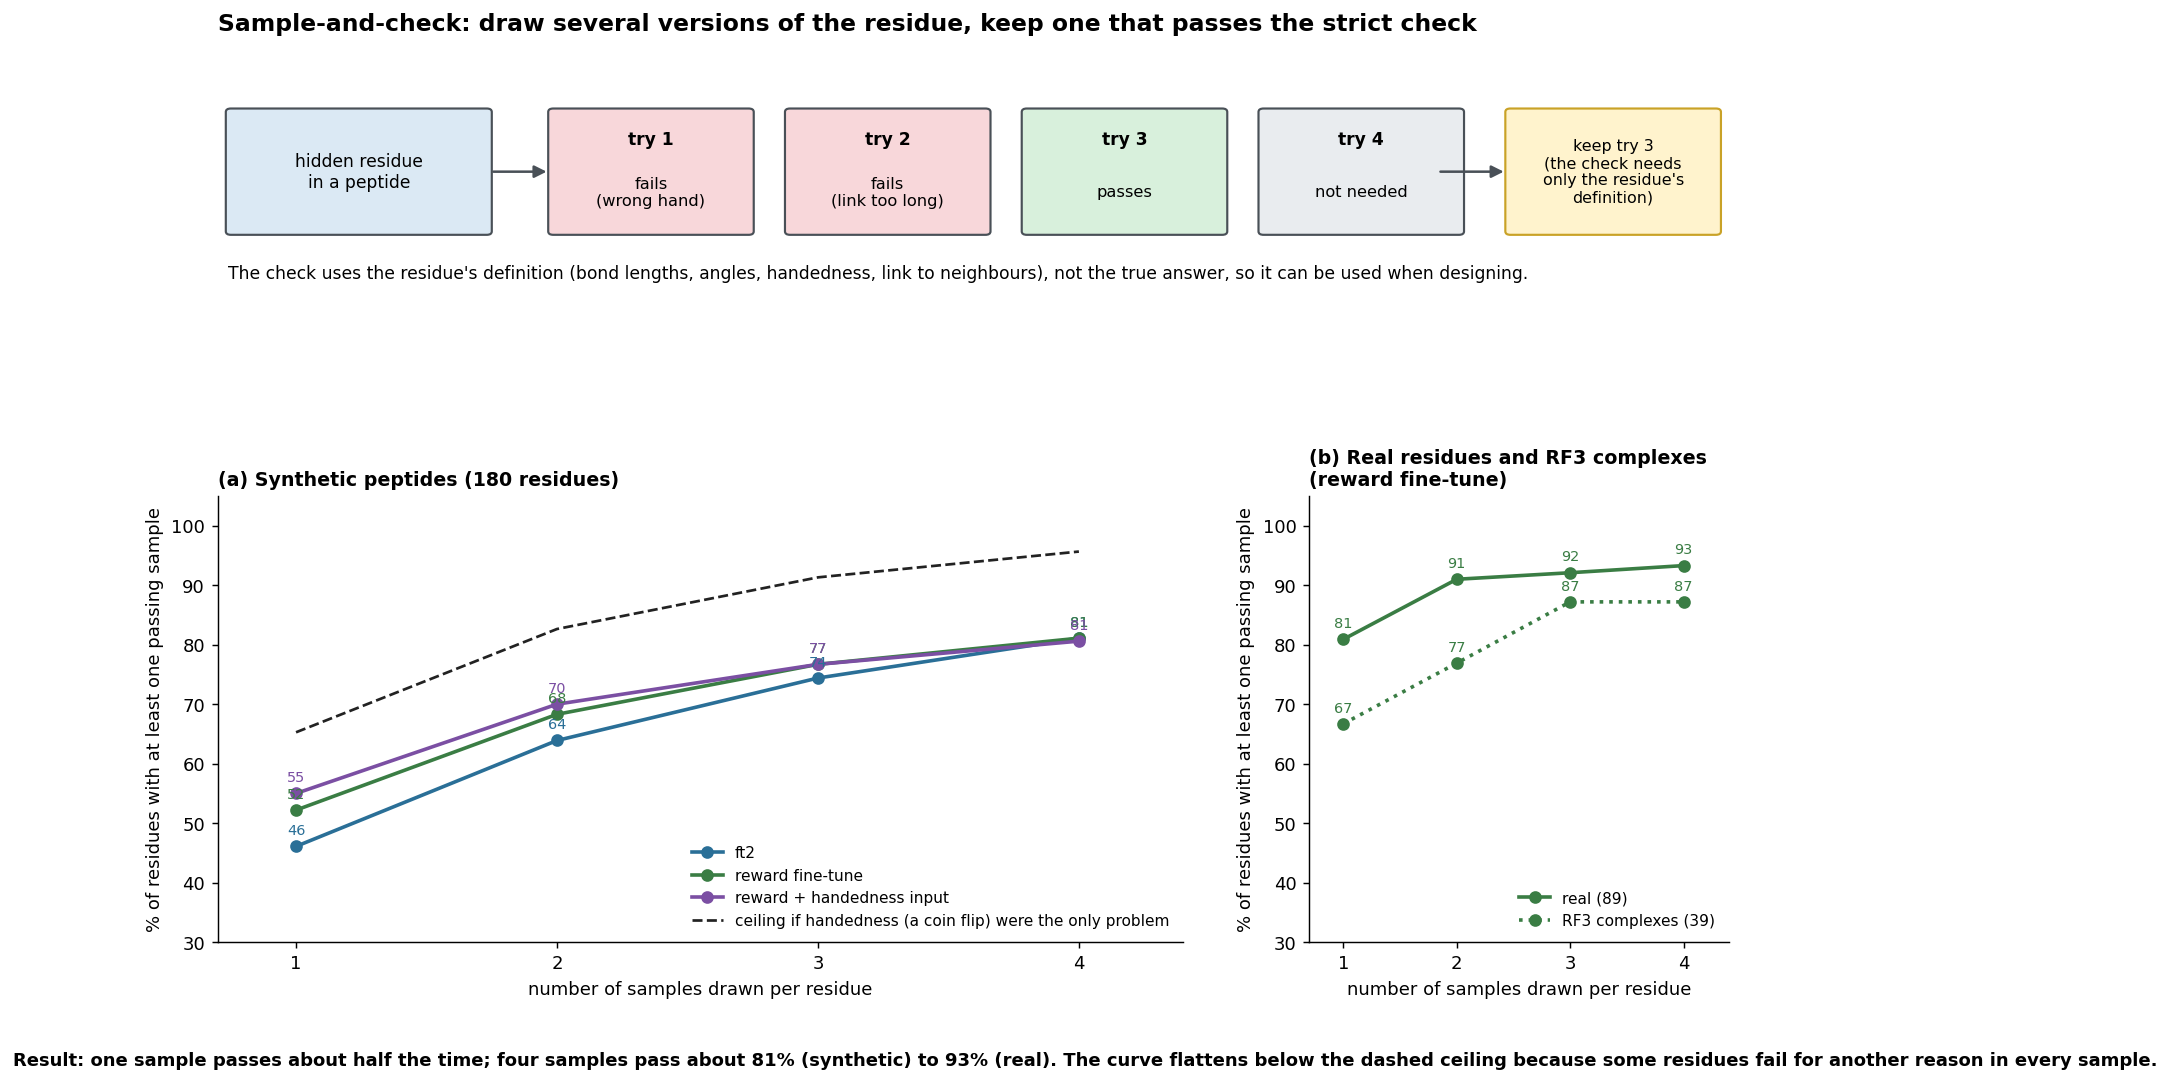 Sample-and-check: draw several versions of the residue, keep one that passes the strict check
hidden residue
in a peptide
try 1
fails
(wrong hand)
try 2
fails
(link too long)
try 3
passes
try 4
not needed
keep try 3
(the check needs
only the residue's
definition)
The check uses the residue's definition (bond lengths, angles, handedness, link to neighbours), not the true answer, so it can be used when designing.
(a) Synthetic peptides (180 residues)
% of residues with at least one passing sample
100
90
80
70
60
50
40
30
1
2
3
4
number of samples drawn per residue
55
46
70
68
64
77
74
81
81
ft2
reward fine-tune
reward + handedness input
ceiling if handedness (a coin flip) were the only problem
(b) Real residues and RF3 complexes
(reward fine-tune)
% of residues with at least one passing sample
100
90
80
70
60
50
40
30
1
2
3
4
number of samples drawn per residue
81
91
92
93
67
77
87
87
real (89)
RF3 complexes (39)
Result: one sample passes about half the time; four samples pass about 81% (synthetic) to 93% (real). The curve flattens below the dashed ceiling because some residues fail for another reason in every sample.